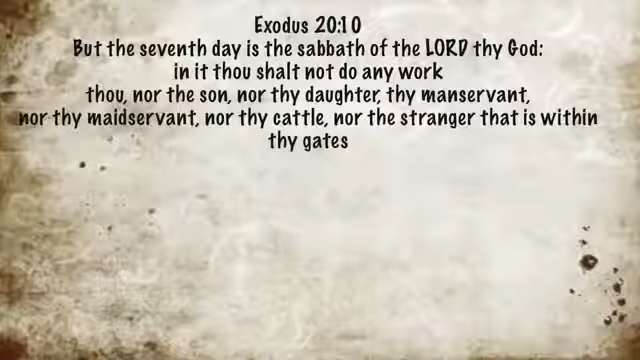 Exodus 20:10
But the seventh day is the sabbath of the LORD thy God:
in it thou shalt not do any work
thou, nor the son, nor thy daughter, thy manservant,
nor thy maidservant, nor thy cattle, nor the stranger that is within
thy gates